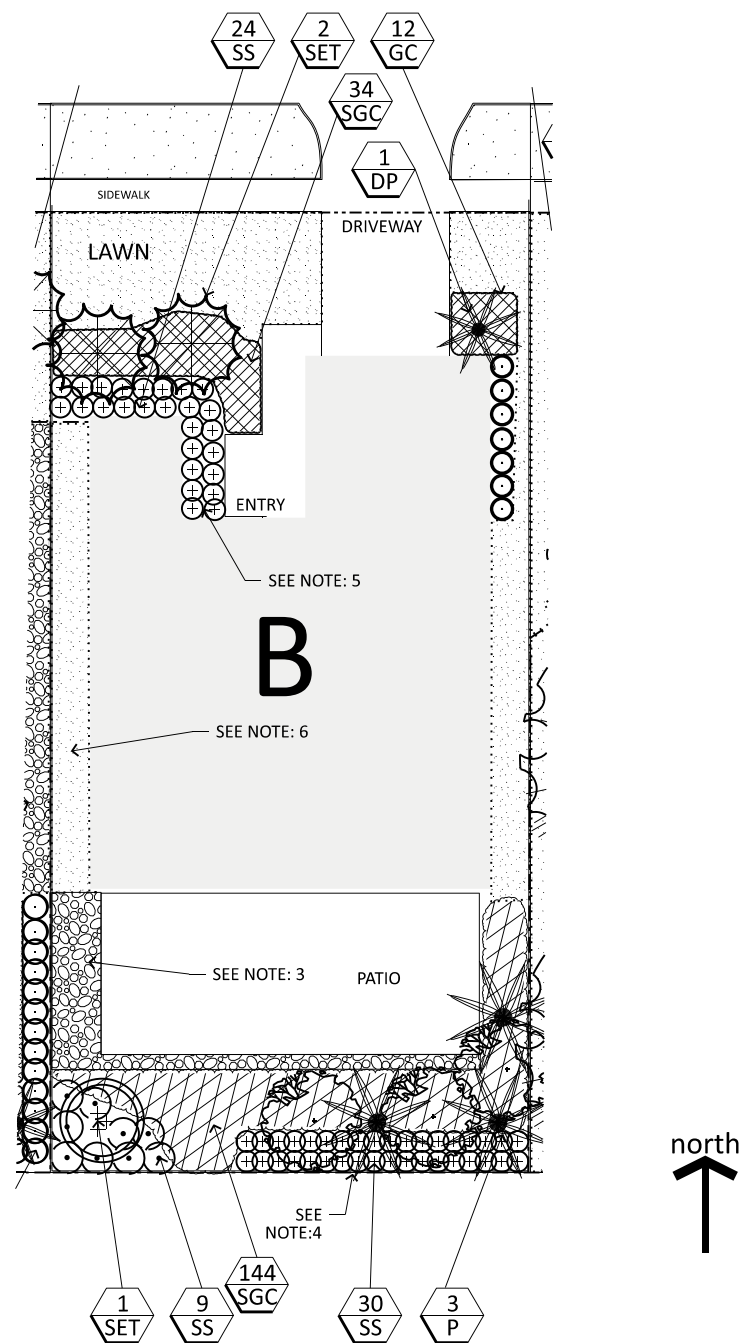 24
SS
2
SET
12
GC
34
SGC
1
DP
SIDEWALK
DRIVEWAY
LAWN
ENTRY
SEE NOTE: 5
B
SEE NOTE: 6
SEE NOTE: 3
PATIO
north
SEE
NOTE:4
144
SGC
1
SET
9
SS
30
SS
3
P